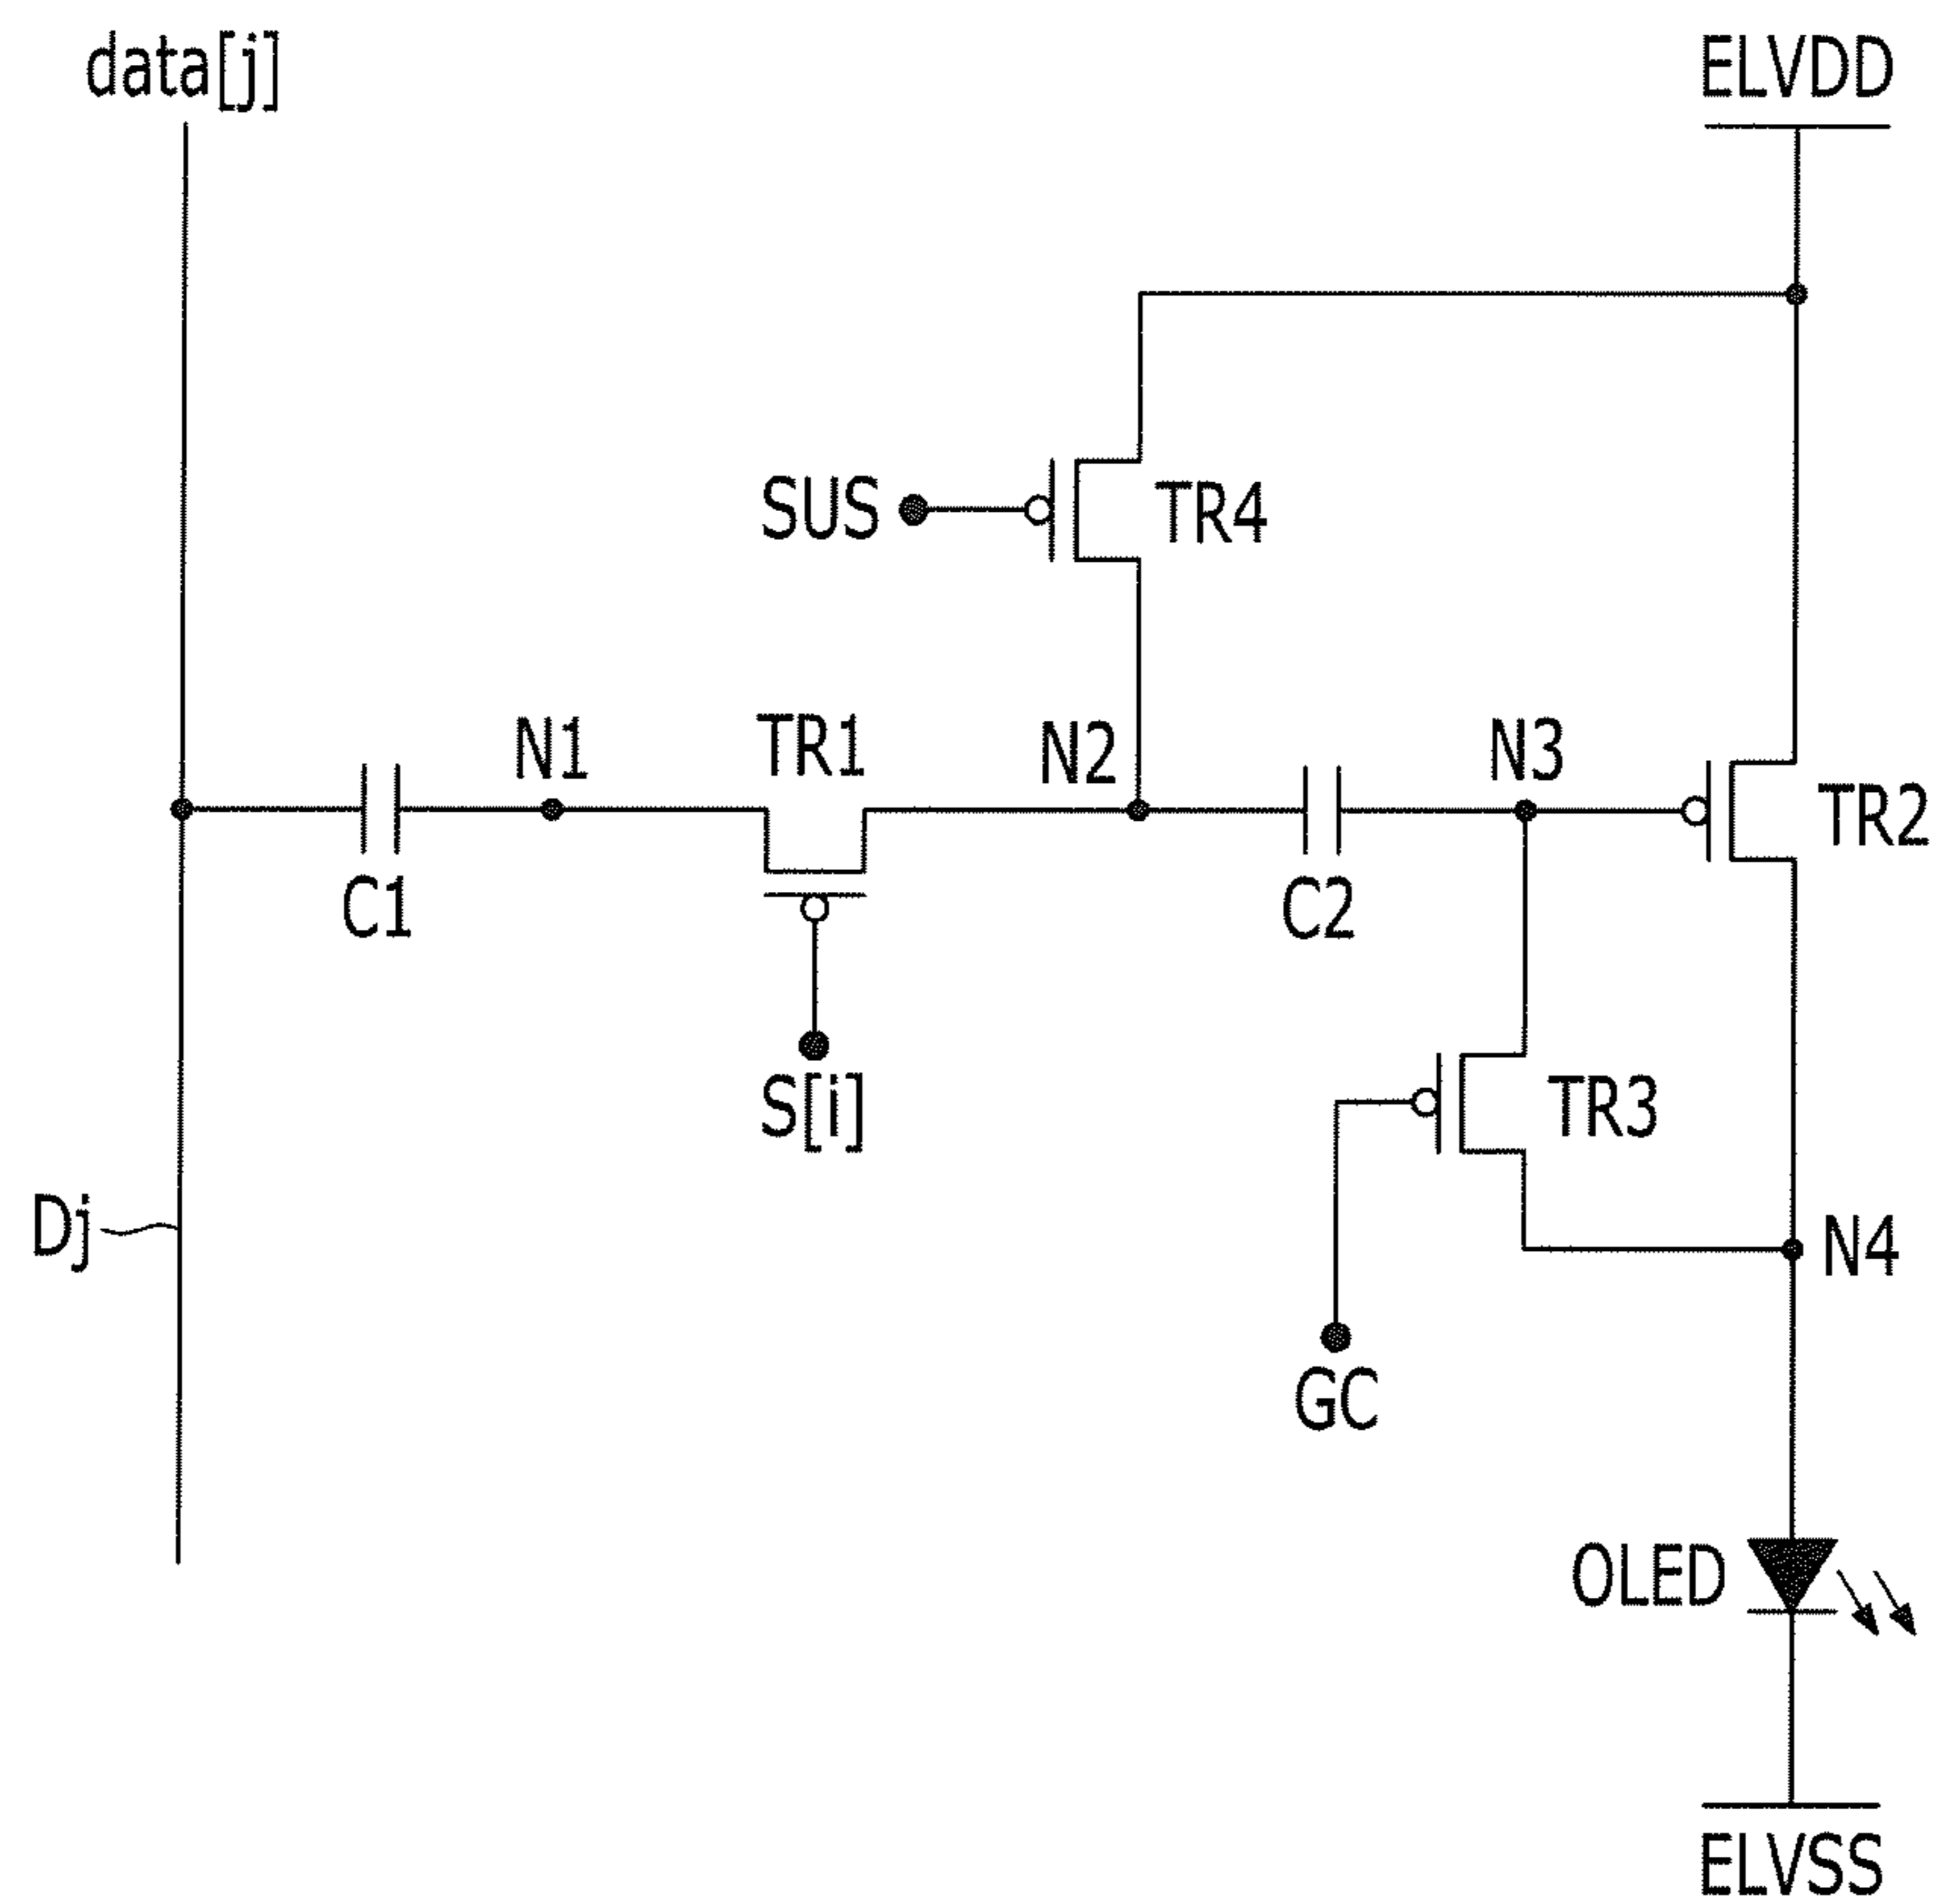 data[j]
ELVDD
SUS
TR4
N1
TR1
N2
N3
TR2
C1
C2
S[i]
TR3
Dj
N4
GC
OLED
ELVSS